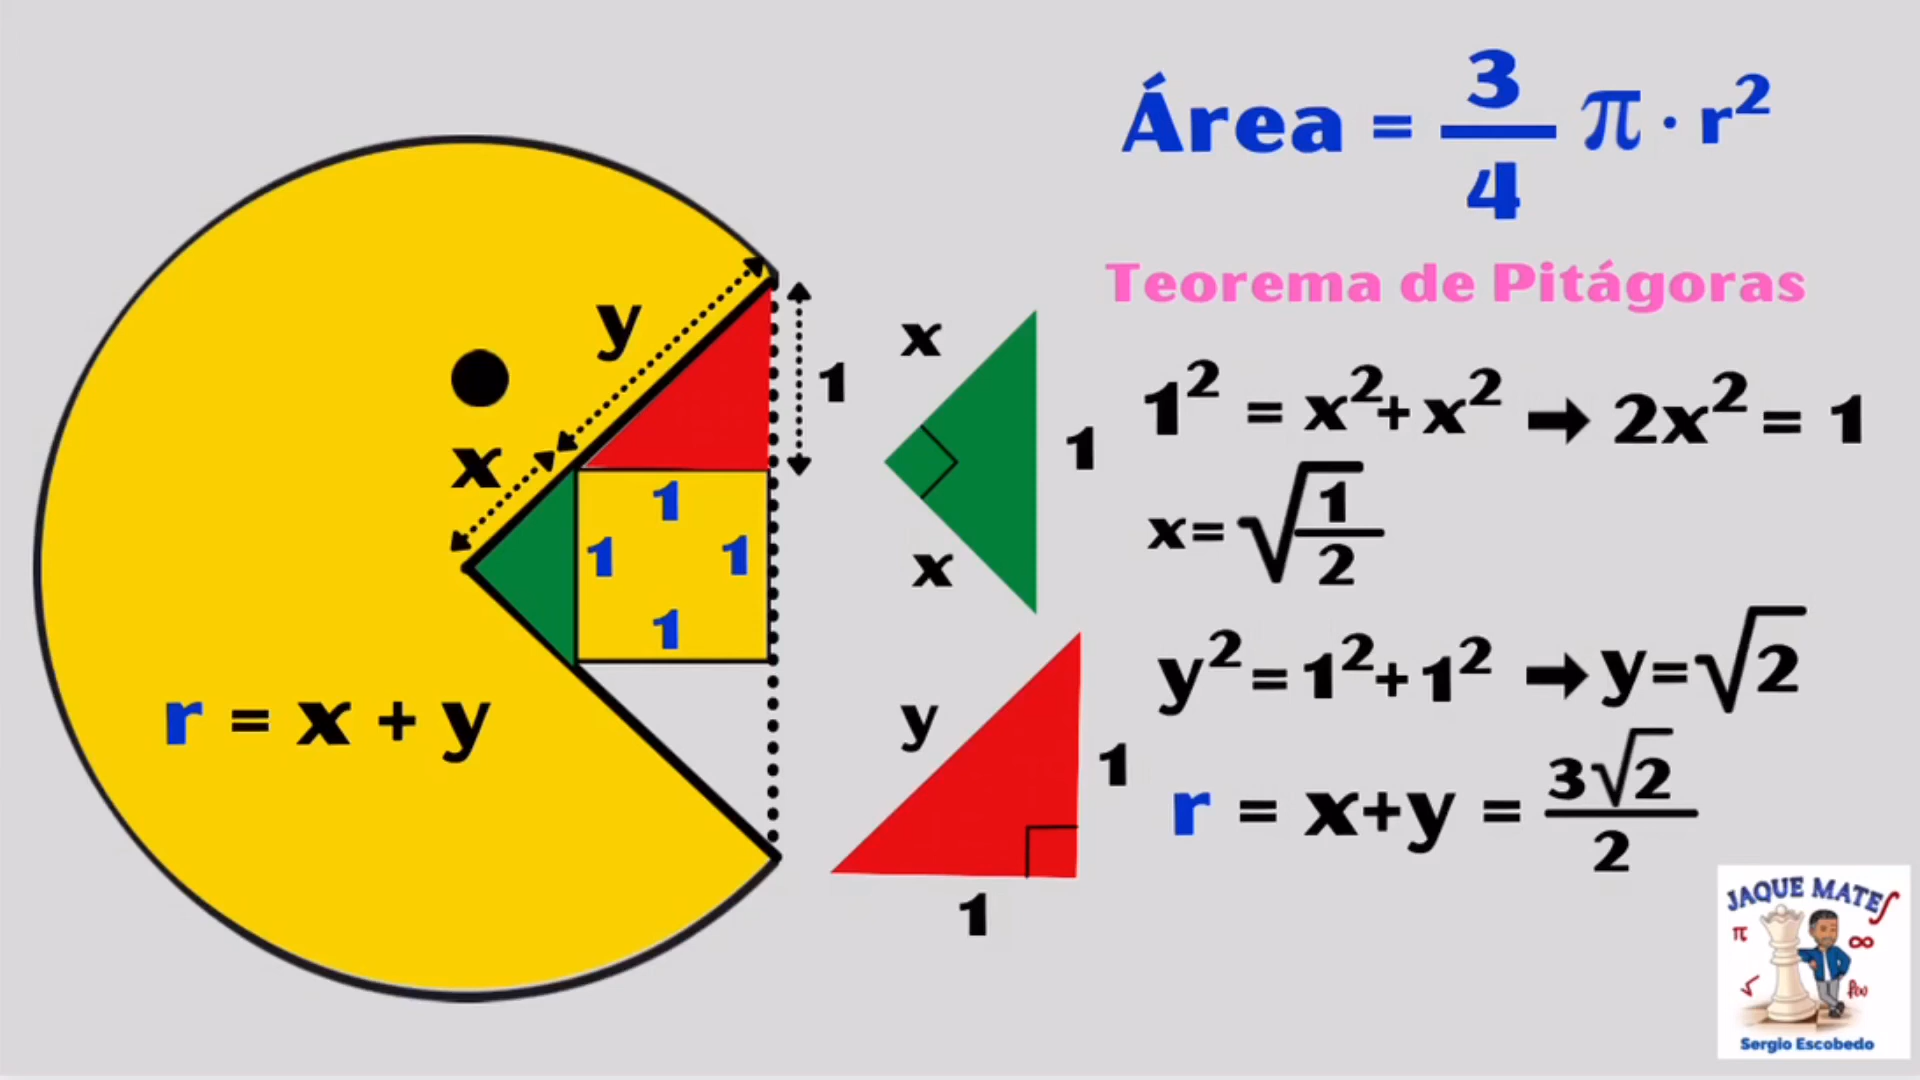 Área = 3/4 π · r²
Teorema de Pitágoras
y
1
x
x
1
x
1² = x² + x² ➡ 2x² = 1
x = √(1/2)
1
1
1
1
r = x + y
y
1
1
y² = 1² + 1² ➡ y = √2
r = x+y = 3√2/2
JAQUE MATE∫
π
∞
√
f(x)
Sergio Escobedo